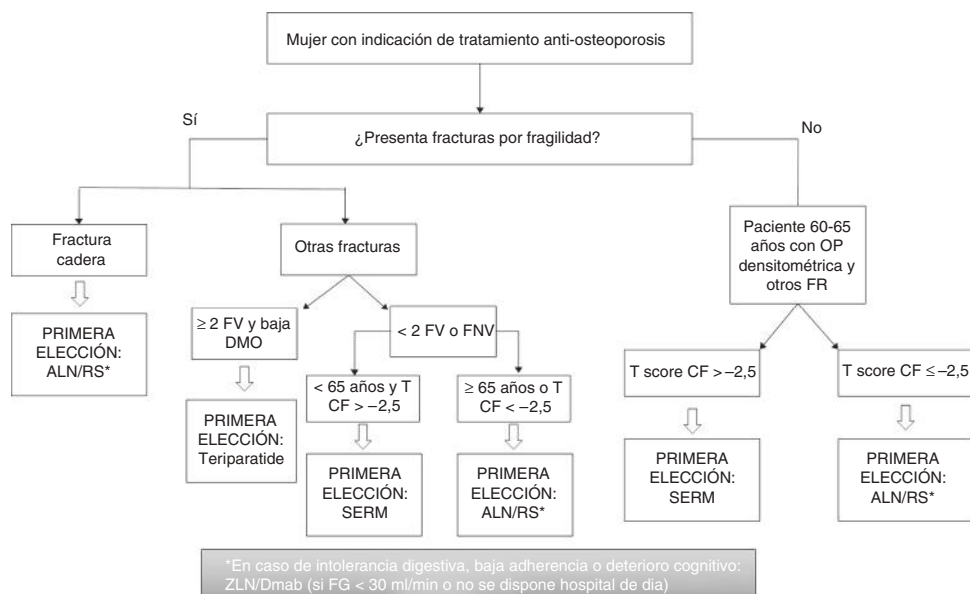 Mujer con indicación de tratamiento anti-osteoporosis
Sí
¿Presenta fracturas por fragilidad?
No
Fractura
cadera
Otras fracturas
Paciente 60-65
años con OP
densitométrica y
otros FR
PRIMERA
ELECCIÓN:
ALN/RS*
≥ 2 FV y baja
DMO
< 2 FV o FNV
T score CF > –2,5
T score CF ≤ –2,5
< 65 años y T
CF > –2,5
≥ 65 años o T
CF < –2,5
PRIMERA
ELECCIÓN:
Teriparatide
PRIMERA
ELECCIÓN:
SERM
PRIMERA
ELECCIÓN:
ALN/RS*
PRIMERA
ELECCIÓN:
SERM
PRIMERA
ELECCIÓN:
ALN/RS*
*En caso de intolerancia digestiva, baja adherencia o deterioro cognitivo:
ZLN/Dmab (si FG < 30 ml/min o no se dispone hospital de dia)